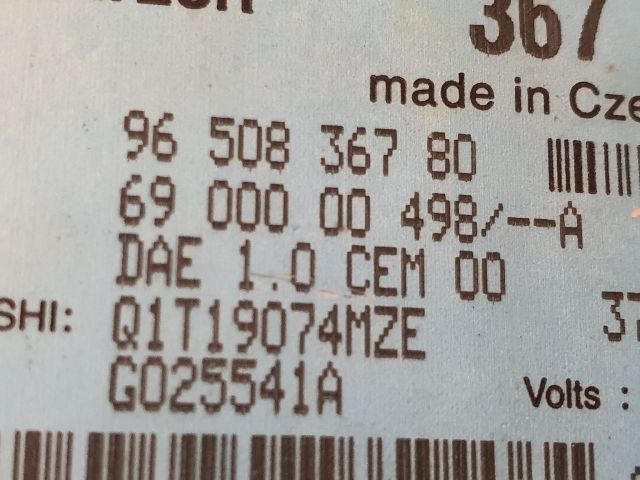 367
made in Cze
96 508 367 80
69 000 00 498/--A
DAE 1.0 CEM 00
SHI: Q1T19074MZE 37
G025541A Volts :